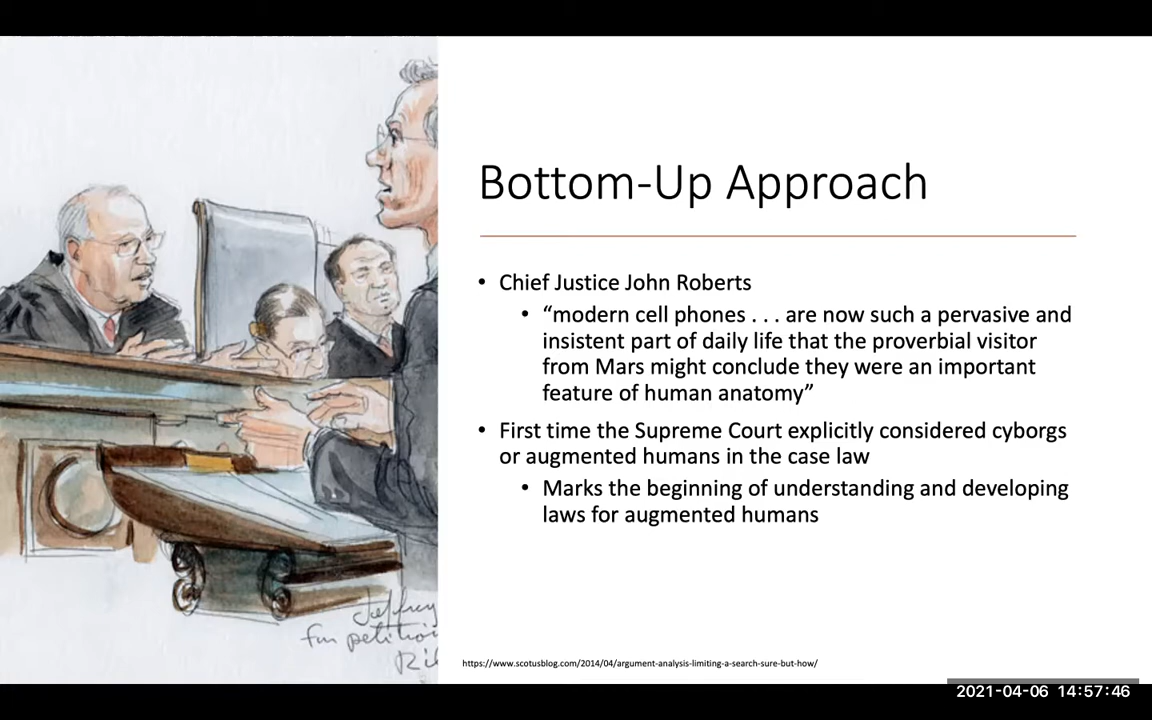 Bottom-Up Approach
• Chief Justice John Roberts
• “modern cell phones . . . are now such a pervasive and
insistent part of daily life that the proverbial visitor
from Mars might conclude they were an important
feature of human anatomy”
• First time the Supreme Court explicitly considered cyborgs
or augmented humans in the case law
• Marks the beginning of understanding and developing
laws for augmented humans
Jeffrey
for petition
https://www.scotusblog.com/2014/04/argument-analysis-limiting-a-search-sure-but-how/
2021-04-06 14:57:46